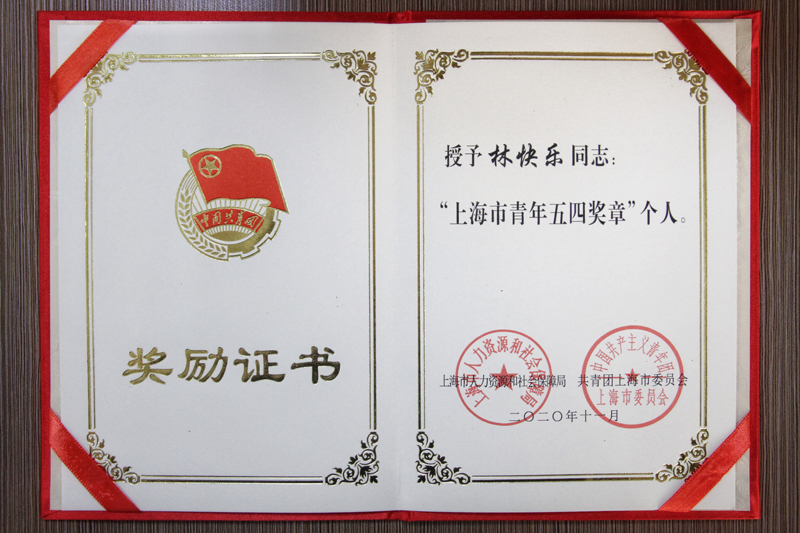 中国共青团
奖励证书
授予 林快乐 同志：
“上海市青年五四奖章”个人。
上海市人力资源和社会保障局
共青团上海市委员会
上海市人力资源和社会保障局
中国共产主义青年团
上海市委员会
二〇二〇年十一月